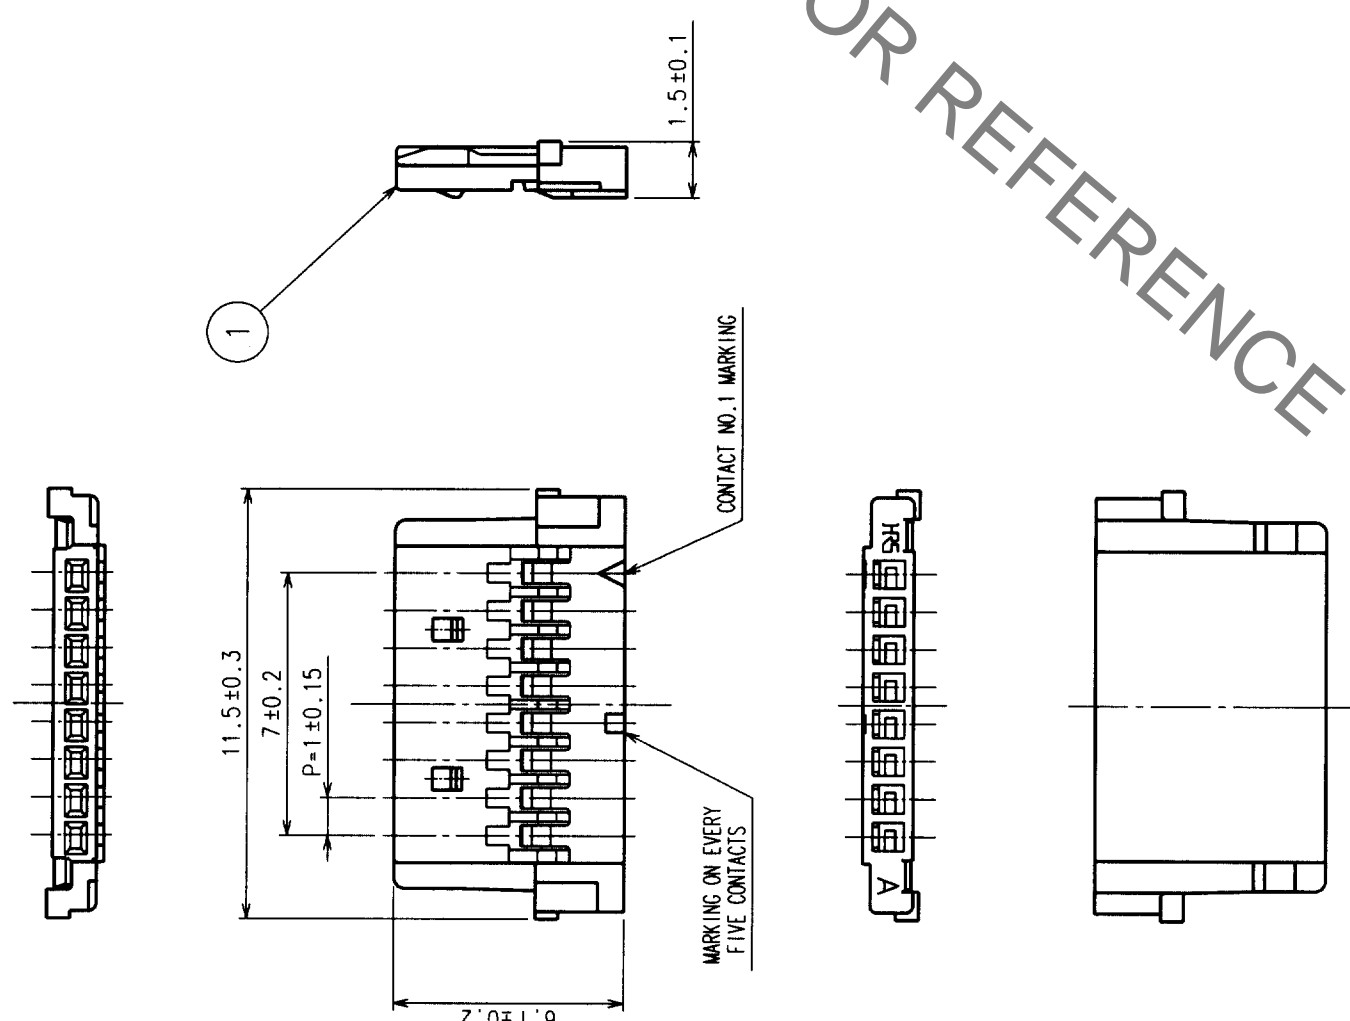 OR REFERENCE
1.5±0.1
1
CONTACT NO.1 MARKING
11.5±0.3
7±0.2
P=1±0.15
MARKING ON EVERY
FIVE CONTACTS
6.1±0.2
HRS
A